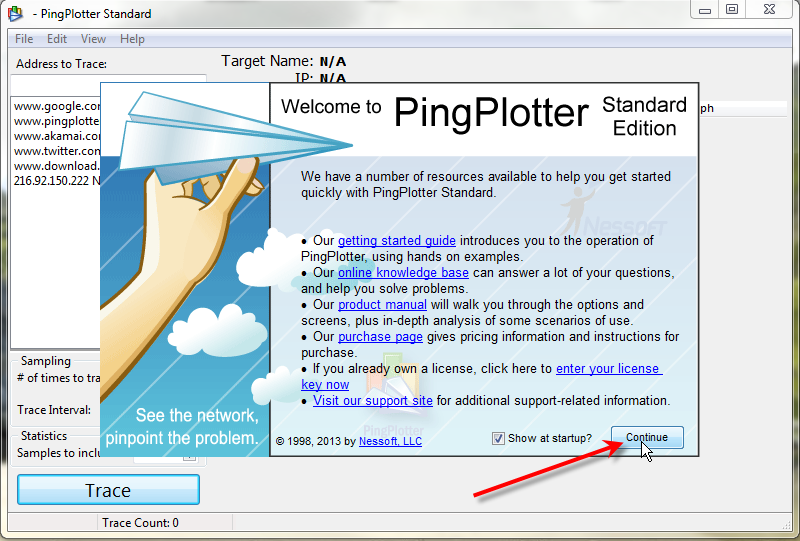 - PingPlotter Standard
File Edit View Help
Address to Trace:
Target Name: N/A
IP: N/A
www.google.com
www.pingplotte
www.akamai.co
www.twitter.com
www.download.
216.92.150.222 N
ph
Welcome to PingPlotter Standard Edition
Nessoft
We have a number of resources available to help you get started
quickly with PingPlotter Standard.
• Our getting started guide introduces you to the operation of
PingPlotter, using hands on examples.
• Our online knowledge base can answer a lot of your questions,
and help you solve problems.
• Our product manual will walk you through the options and
screens, plus in-depth analysis of some scenarios of use.
• Our purchase page gives pricing information and instructions for
purchase.
• If you already own a license, click here to enter your license
key now
• Visit our support site for additional support-related information.
PingPlotter
See the network,
pinpoint the problem.
© 1998, 2013 by Nessoft, LLC
Show at startup?
Continue
Sampling
# of times to tra
Trace Interval:
Statistics
Samples to inclu
Trace
Trace Count: 0